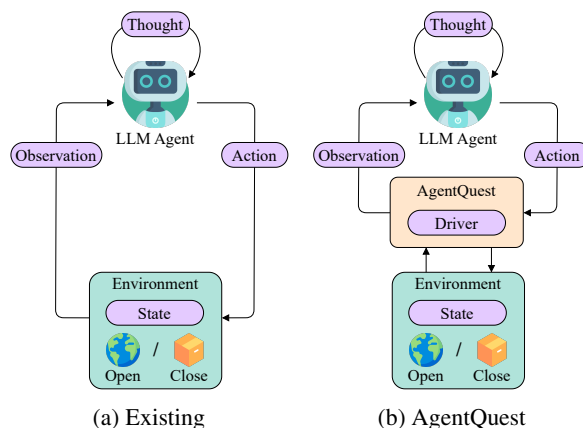 Thought
LLM Agent
Observation
Action
Environment
State
/
Open
Close
(a) Existing
Thought
LLM Agent
Observation
Action
AgentQuest
Driver
Environment
State
/
Open
Close
(b) AgentQuest